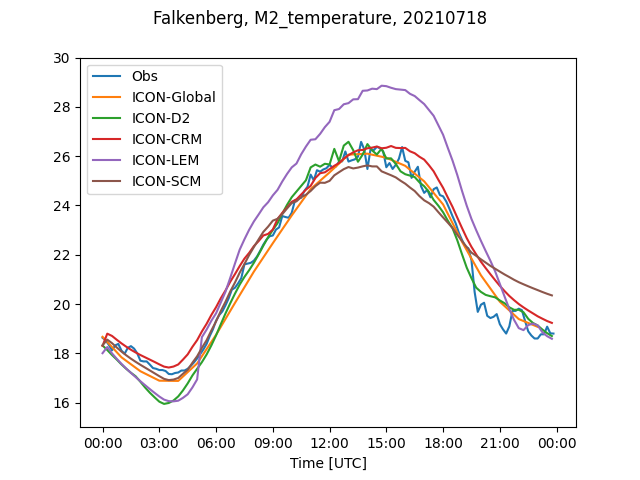 Falkenberg, M2_temperature, 20210718
30
28
26
24
22
20
18
16
Obs
ICON-Global
ICON-D2
ICON-CRM
ICON-LEM
ICON-SCM
00:00 03:00 06:00 09:00 12:00 15:00 18:00 21:00 00:00
Time [UTC]